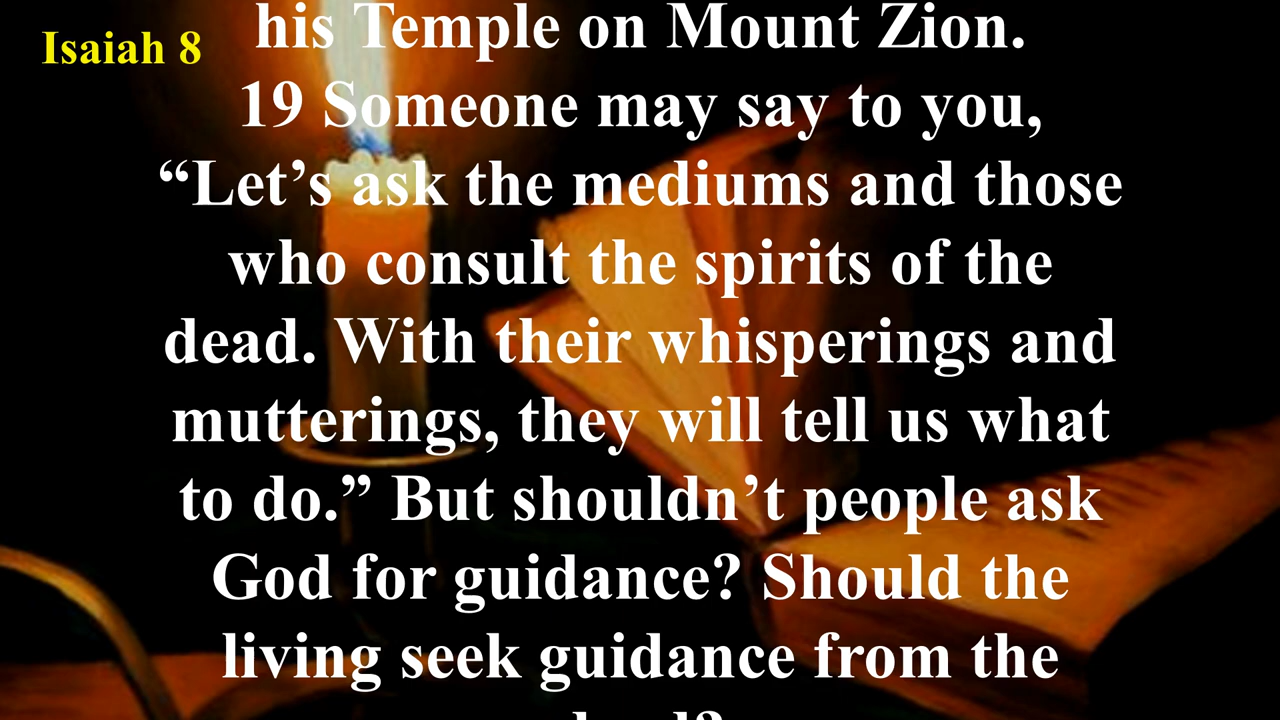 Isaiah 8
his Temple on Mount Zion.
19 Someone may say to you,
“Let’s ask the mediums and those
who consult the spirits of the
dead. With their whisperings and
mutterings, they will tell us what
to do.” But shouldn’t people ask
God for guidance? Should the
living seek guidance from the